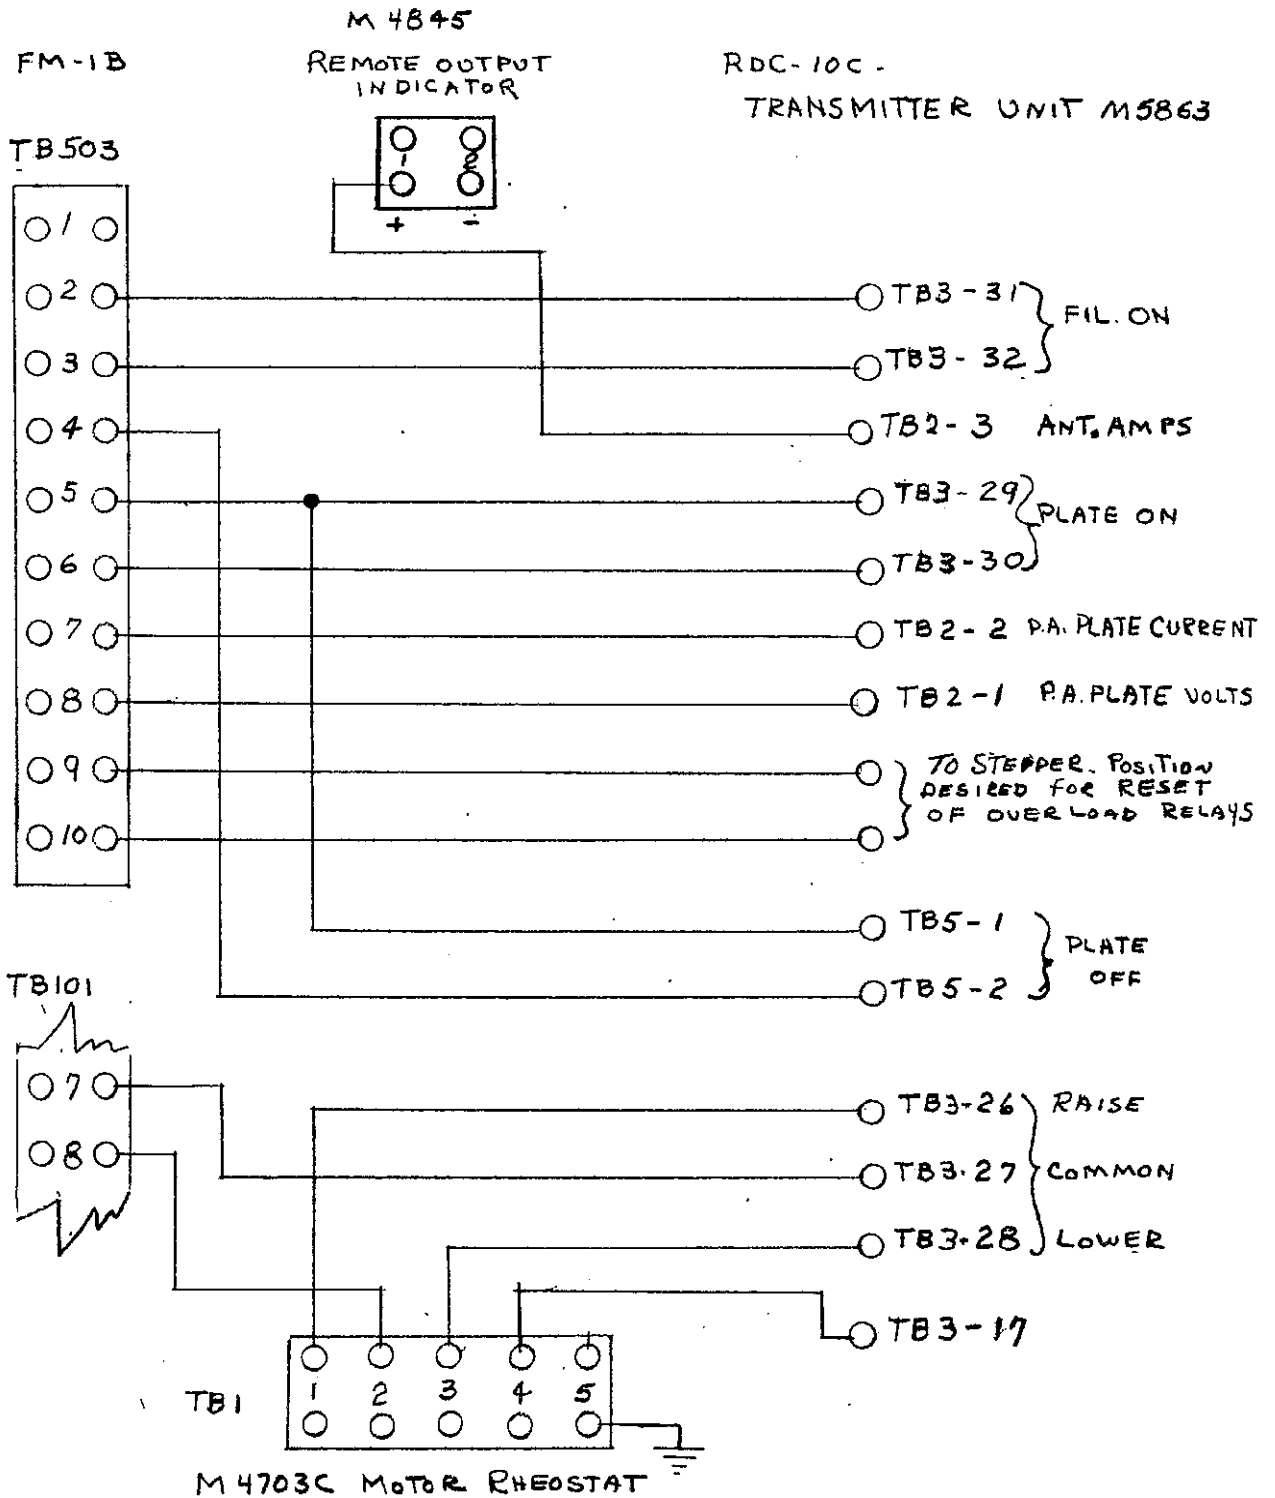 M 4845
FM-1B
REMOTE OUTPUT
INDICATOR
RDC-10C-
TRANSMITTER UNIT M5863
TB503
1 2
+ -
1
2
TB3-31
FIL. ON
3
TB3-32
4
TB2-3 ANT. AMPS
5
TB3-29
PLATE ON
6
TB3-30
7
TB2-2 P.A. PLATE CURRENT
8
TB2-1 P.A. PLATE VOLTS
9
TO STEPPER. POSITION
DESIRED FOR RESET
OF OVER LOAD RELAYS
10
TB5-1
PLATE
OFF
TB5-2
TB101
7
TB3-26 RAISE
8
TB3.27 COMMON
TB3-28 LOWER
TB3-17
TB1
1 2 3 4 5
M 4703C MOTOR RHEOSTAT